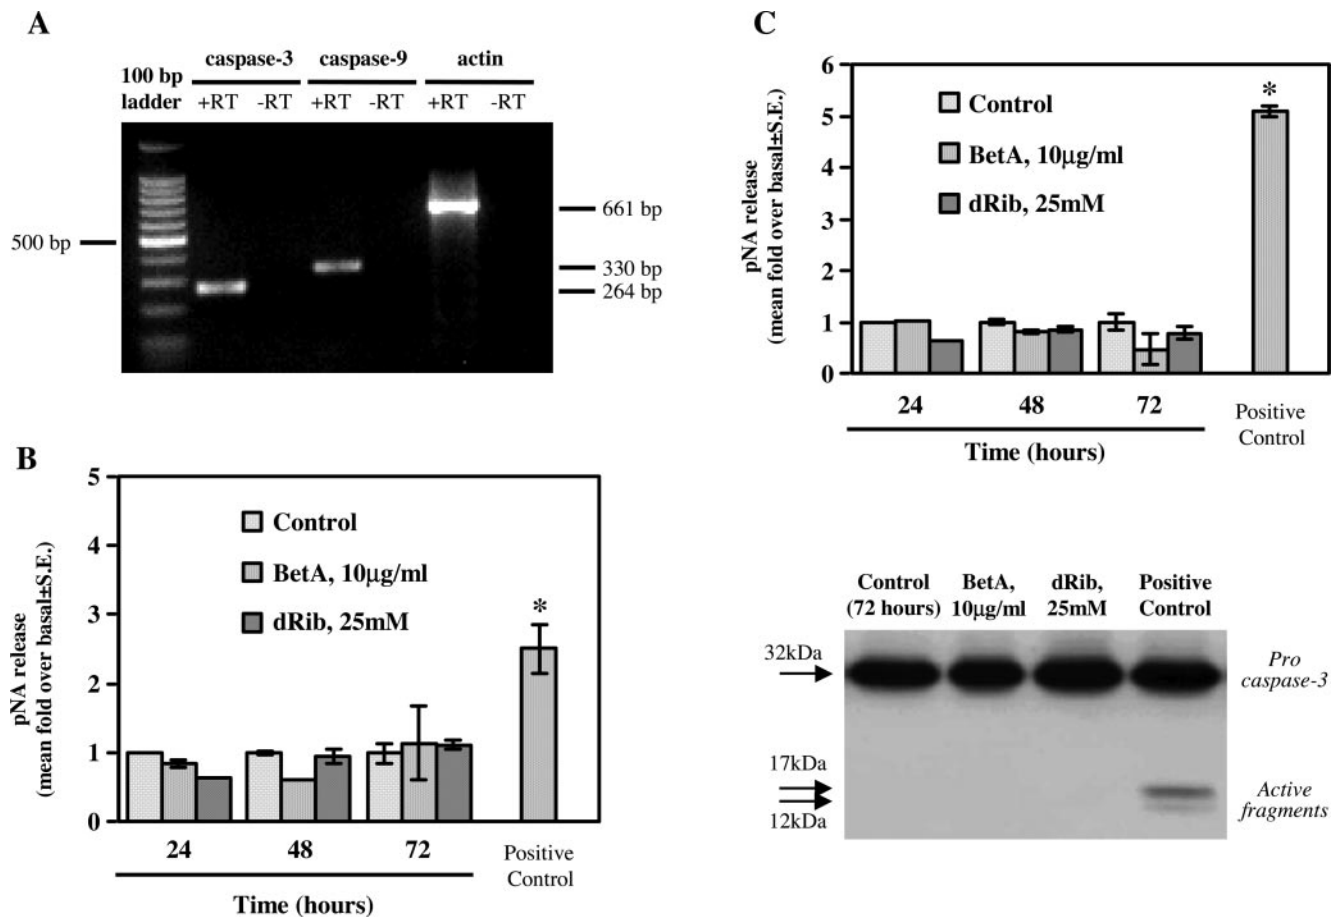 A
caspase-3 caspase-9 actin
100 bp
ladder
+RT -RT +RT -RT +RT -RT
500 bp
661 bp
330 bp
264 bp
B
pNA release
(mean fold over basal±S.E.)
5
4
3
2
1
0
Control
BetA, 10µg/ml
dRib, 25mM
*
24 48 72
Positive
Control
Time (hours)
C
pNA release
(mean fold over basal±S.E.)
6
5
4
3
2
1
0
Control
BetA, 10µg/ml
dRib, 25mM
*
24 48 72
Positive
Control
Time (hours)
Control
(72 hours)
BetA,
10µg/ml
dRib,
25mM
Positive
Control
32kDa
Pro
caspase-3
17kDa
12kDa
Active
fragments